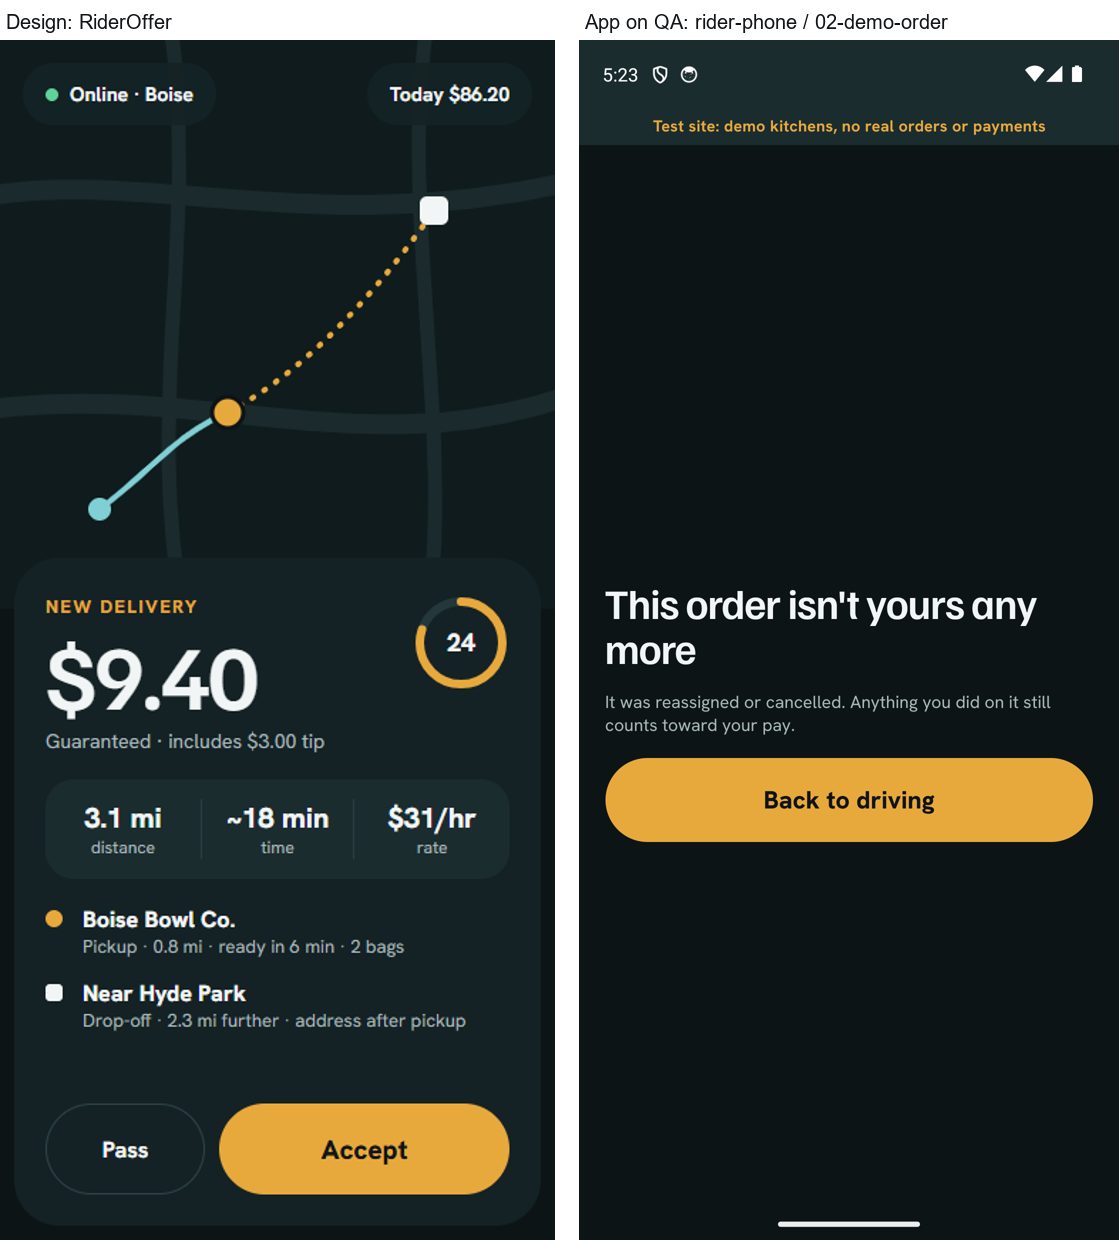 Design: RiderOffer
Online · Boise
Today $86.20
NEW DELIVERY
24
$9.40
Guaranteed · includes $3.00 tip
3.1 mi
distance
~18 min
time
$31/hr
rate
Boise Bowl Co.
Pickup · 0.8 mi · ready in 6 min · 2 bags
Near Hyde Park
Drop-off · 2.3 mi further · address after pickup
Pass
Accept
App on QA: rider-phone / 02-demo-order
5:23
Test site: demo kitchens, no real orders or payments
This order isn't yours any
more
It was reassigned or cancelled. Anything you did on it still
counts toward your pay.
Back to driving